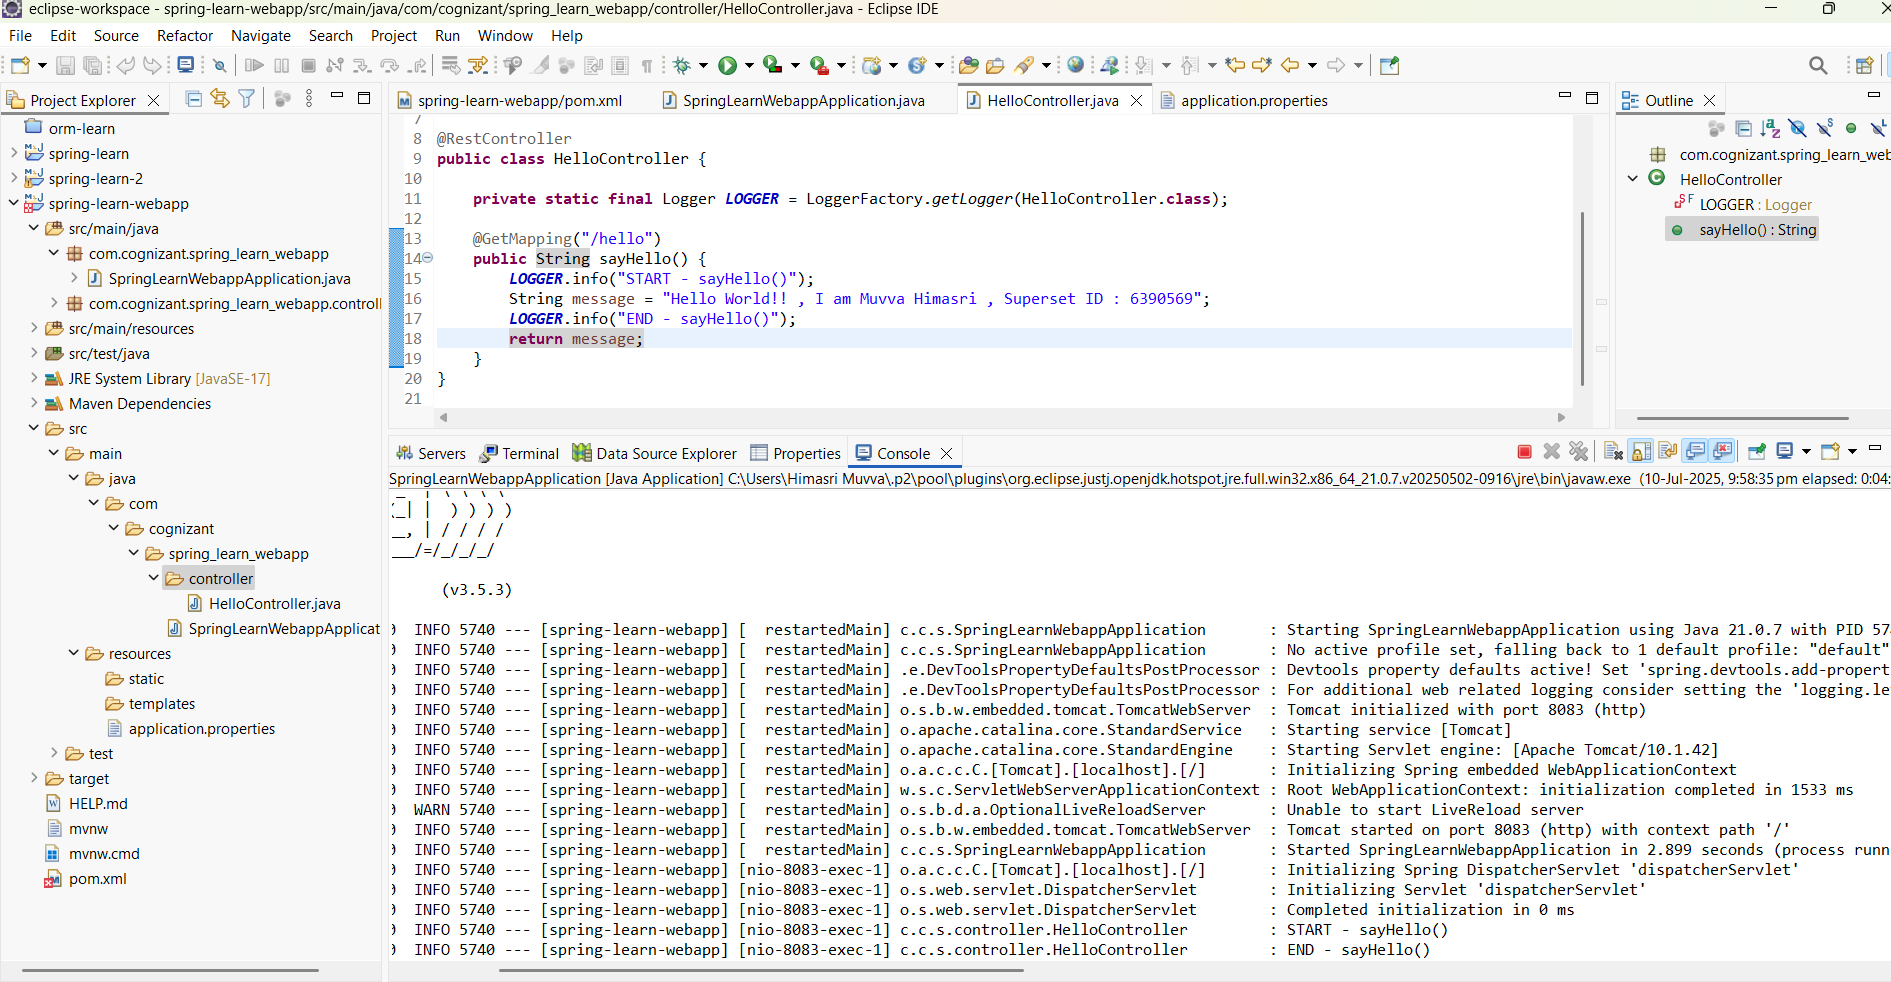 eclipse-workspace - spring-learn-webapp/src/main/java/com/cognizant/spring_learn_webapp/controller/HelloController.java - Eclipse IDE
File Edit Source Refactor Navigate Search Project Run Window Help
Project Explorer
orm-learn
spring-learn
spring-learn-2
spring-learn-webapp
src/main/java
com.cognizant.spring_learn_webapp
SpringLearnWebappApplication.java
com.cognizant.spring_learn_webapp.controll
src/main/resources
src/test/java
JRE System Library [JavaSE-17]
Maven Dependencies
src
main
java
com
cognizant
spring_learn_webapp
controller
HelloController.java
SpringLearnWebappApplicat
resources
static
templates
application.properties
test
target
HELP.md
mvnw
mvnw.cmd
pom.xml
spring-learn-webapp/pom.xml SpringLearnWebappApplication.java HelloController.java application.properties
7
8 @RestController
9 public class HelloController {
10
11 private static final Logger LOGGER = LoggerFactory.getLogger(HelloController.class);
12
13 @GetMapping("/hello")
14 public String sayHello() {
15 LOGGER.info("START - sayHello()");
16 String message = "Hello World!! , I am Muvva Himasri , Superset ID : 6390569";
17 LOGGER.info("END - sayHello()");
18 return message;
19 }
20 }
21
Outline
com.cognizant.spring_learn_web
HelloController
LOGGER : Logger
sayHello() : String
Servers Terminal Data Source Explorer Properties Console
SpringLearnWebappApplication [Java Application] C:\Users\Himasri Muvva\.p2\pool\plugins\org.eclipse.justj.openjdk.hotspot.jre.full.win32.x86_64_21.0.7.v20250502-0916\jre\bin\javaw.exe (10-Jul-2025, 9:58:35 pm elapsed: 0:04:
_ | \ \ \ \
(_| | ) ) ) )
__, | / / / /
___/=/_/_/_/
(v3.5.3)
INFO 5740 --- [spring-learn-webapp] [ restartedMain] c.c.s.SpringLearnWebappApplication : Starting SpringLearnWebappApplication using Java 21.0.7 with PID 574
INFO 5740 --- [spring-learn-webapp] [ restartedMain] c.c.s.SpringLearnWebappApplication : No active profile set, falling back to 1 default profile: "default"
INFO 5740 --- [spring-learn-webapp] [ restartedMain] .e.DevToolsPropertyDefaultsPostProcessor : Devtools property defaults active! Set 'spring.devtools.add-propert
INFO 5740 --- [spring-learn-webapp] [ restartedMain] .e.DevToolsPropertyDefaultsPostProcessor : For additional web related logging consider setting the 'logging.le
INFO 5740 --- [spring-learn-webapp] [ restartedMain] o.s.b.w.embedded.tomcat.TomcatWebServer : Tomcat initialized with port 8083 (http)
INFO 5740 --- [spring-learn-webapp] [ restartedMain] o.apache.catalina.core.StandardService : Starting service [Tomcat]
INFO 5740 --- [spring-learn-webapp] [ restartedMain] o.apache.catalina.core.StandardEngine : Starting Servlet engine: [Apache Tomcat/10.1.42]
INFO 5740 --- [spring-learn-webapp] [ restartedMain] o.a.c.c.C.[Tomcat].[localhost].[/] : Initializing Spring embedded WebApplicationContext
INFO 5740 --- [spring-learn-webapp] [ restartedMain] w.s.c.ServletWebServerApplicationContext : Root WebApplicationContext: initialization completed in 1533 ms
WARN 5740 --- [spring-learn-webapp] [ restartedMain] o.s.b.d.a.OptionalLiveReloadServer : Unable to start LiveReload server
INFO 5740 --- [spring-learn-webapp] [ restartedMain] o.s.b.w.embedded.tomcat.TomcatWebServer : Tomcat started on port 8083 (http) with context path '/'
INFO 5740 --- [spring-learn-webapp] [ restartedMain] c.c.s.SpringLearnWebappApplication : Started SpringLearnWebappApplication in 2.899 seconds (process runn
INFO 5740 --- [spring-learn-webapp] [nio-8083-exec-1] o.a.c.c.C.[Tomcat].[localhost].[/] : Initializing Spring DispatcherServlet 'dispatcherServlet'
INFO 5740 --- [spring-learn-webapp] [nio-8083-exec-1] o.s.web.servlet.DispatcherServlet : Initializing Servlet 'dispatcherServlet'
INFO 5740 --- [spring-learn-webapp] [nio-8083-exec-1] o.s.web.servlet.DispatcherServlet : Completed initialization in 0 ms
INFO 5740 --- [spring-learn-webapp] [nio-8083-exec-1] c.c.s.controller.HelloController : START - sayHello()
INFO 5740 --- [spring-learn-webapp] [nio-8083-exec-1] c.c.s.controller.HelloController : END - sayHello()